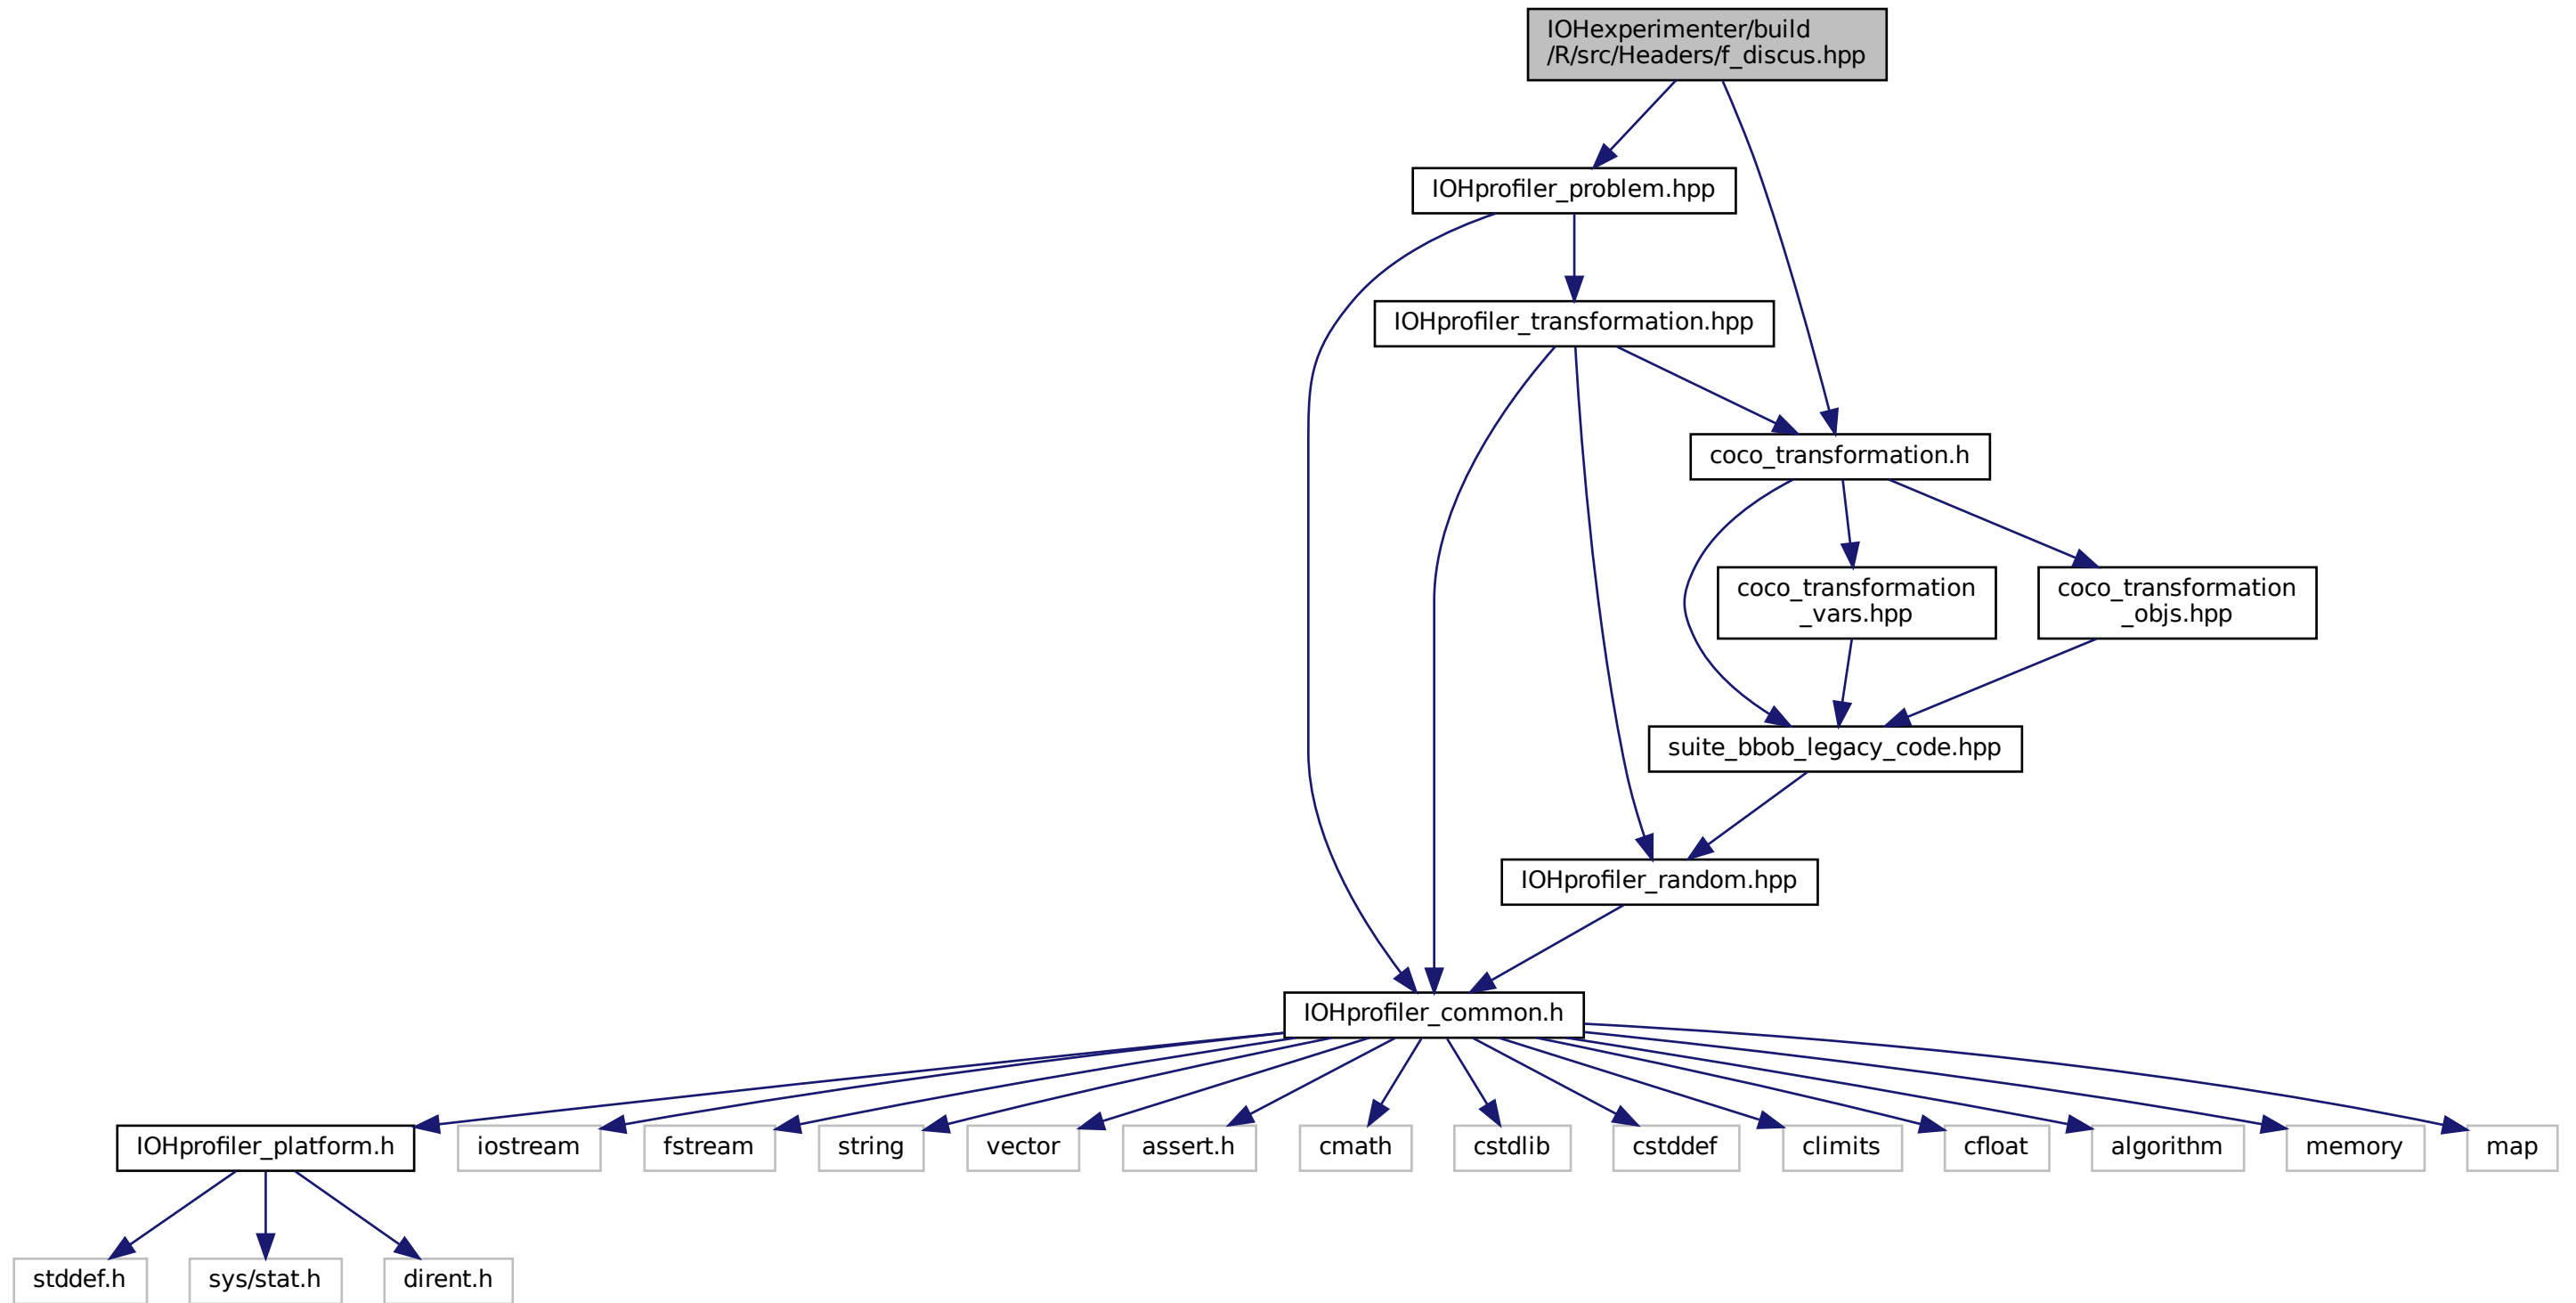 IOHexperimenter/build
/R/src/Headers/f_discus.hpp
IOHprofiler_problem.hpp
IOHprofiler_transformation.hpp
coco_transformation.h
coco_transformation
_vars.hpp
coco_transformation
_objs.hpp
suite_bbob_legacy_code.hpp
IOHprofiler_random.hpp
IOHprofiler_common.h
IOHprofiler_platform.h
iostream
fstream
string
vector
assert.h
cmath
cstdlib
cstddef
climits
cfloat
algorithm
memory
map
stddef.h
sys/stat.h
dirent.h